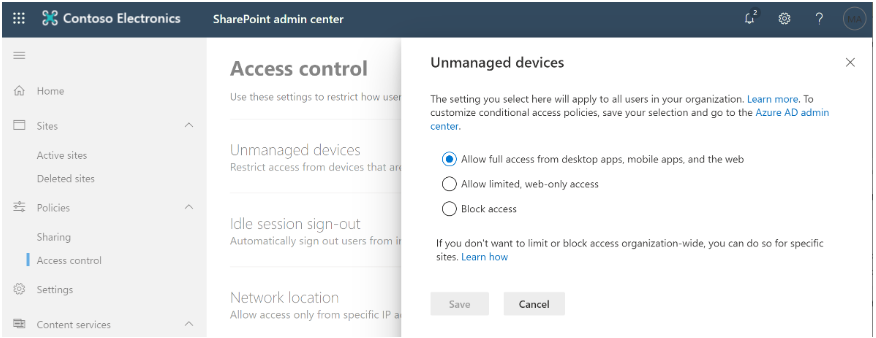 Contoso Electronics
SharePoint admin center
2
?
MA
Home
Sites
Active sites
Deleted sites
Policies
Sharing
Access control
Settings
Content services
Access control
Use these settings to restrict how user
Unmanaged devices
Restrict access from devices that are
Idle session sign-out
Automatically sign out users from in
Network location
Allow access only from specific IP ad
Unmanaged devices
The setting you select here will apply to all users in your organization. Learn more. To
customize conditional access policies, save your selection and go to the Azure AD admin
center.
Allow full access from desktop apps, mobile apps, and the web
Allow limited, web-only access
Block access
If you don't want to limit or block access organization-wide, you can do so for specific
sites. Learn how
Save
Cancel